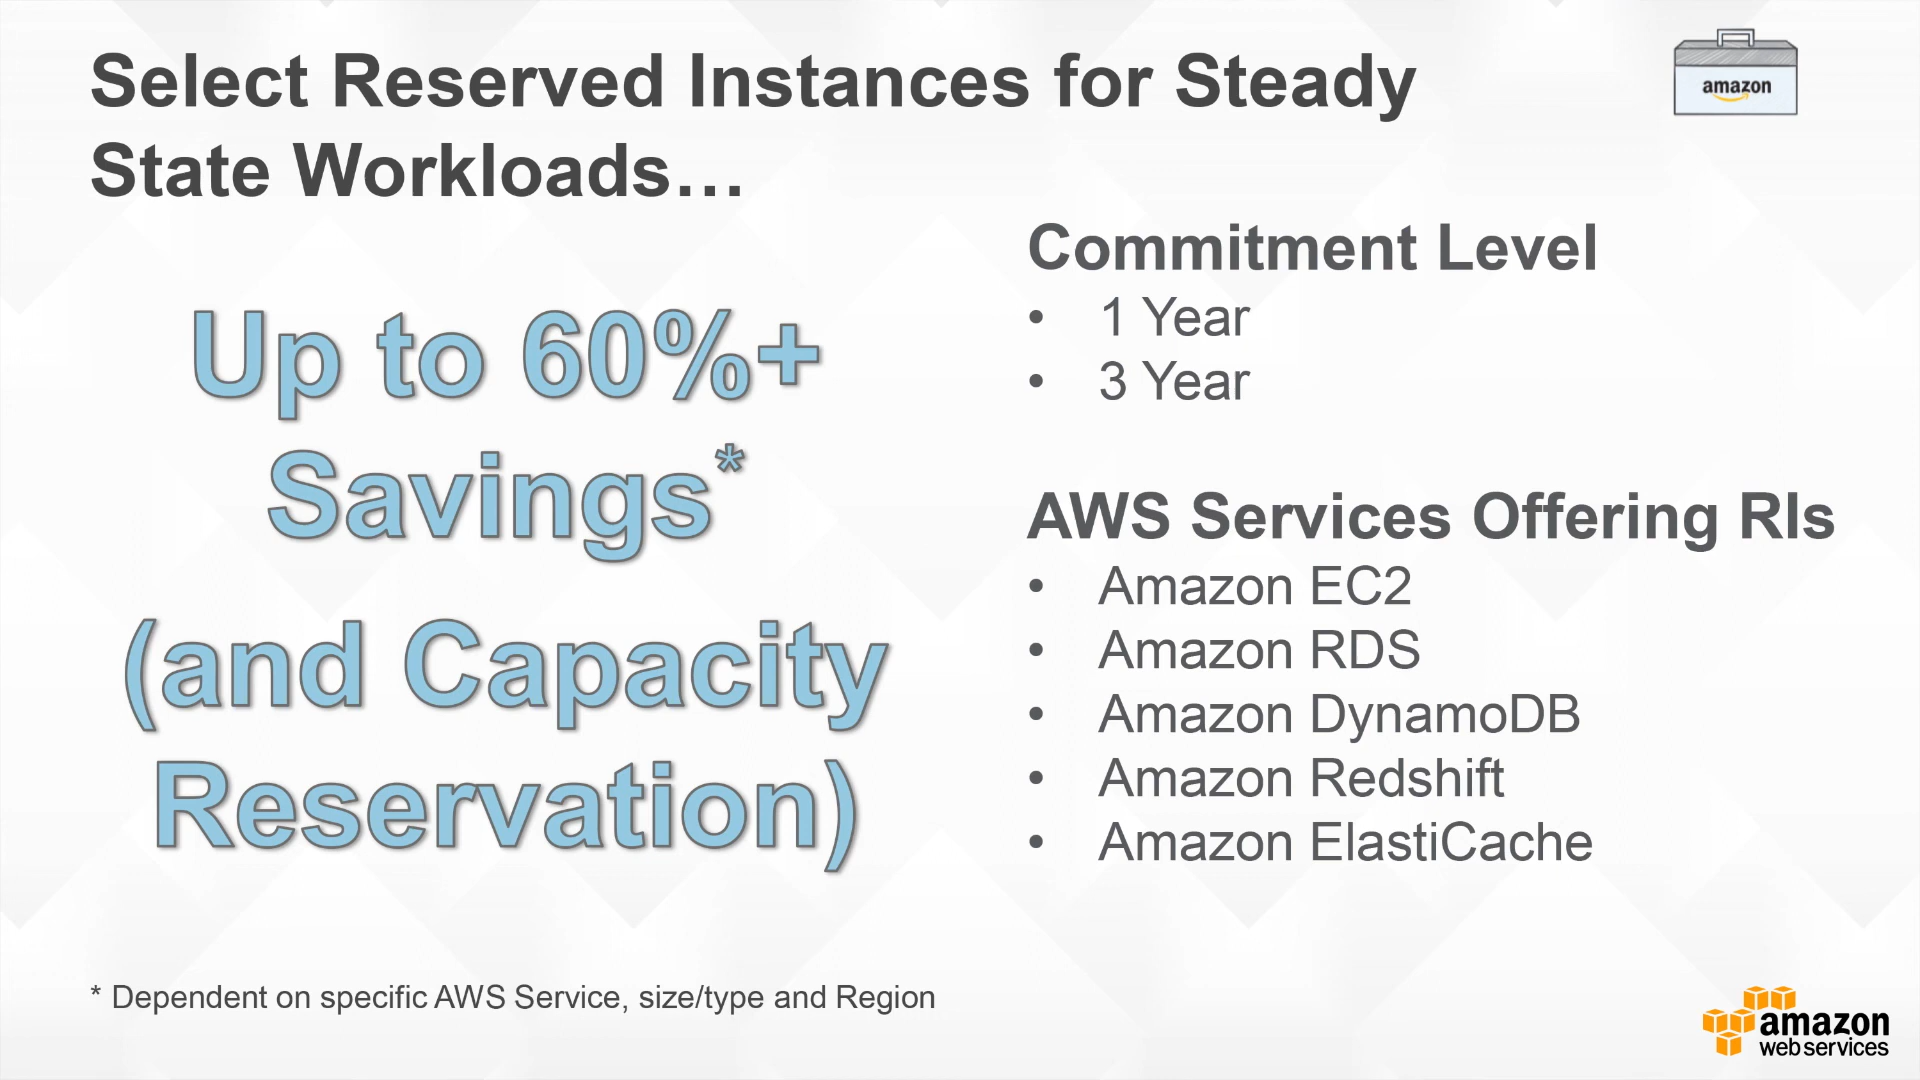 Select Reserved Instances for Steady
State Workloads…
amazon
Up to 60%+
Savings*
(and Capacity
Reservation)
Commitment Level
• 1 Year
• 3 Year
AWS Services Offering RIs
• Amazon EC2
• Amazon RDS
• Amazon DynamoDB
• Amazon Redshift
• Amazon ElastiCache
* Dependent on specific AWS Service, size/type and Region
amazon
web services